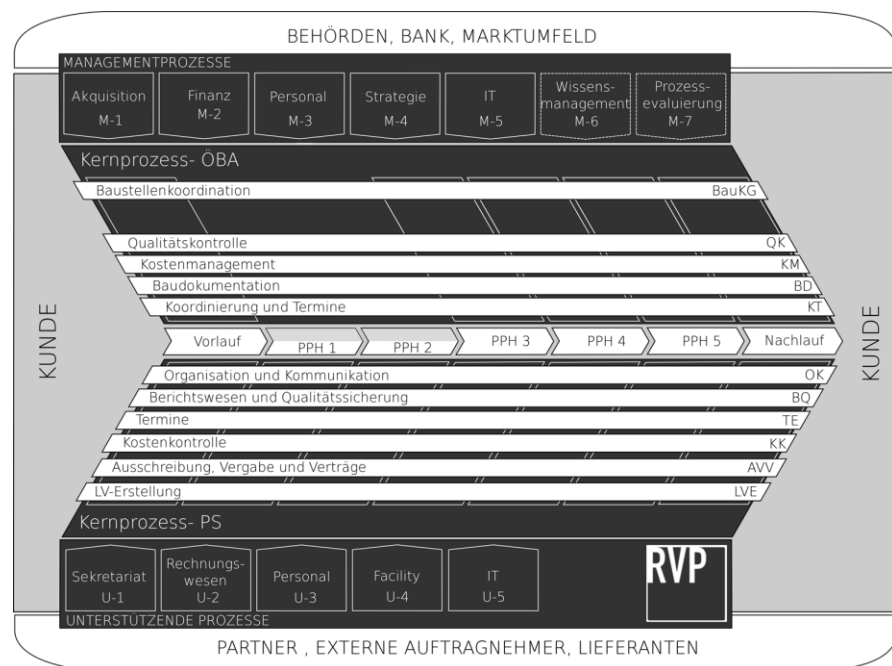 BEHÖRDEN, BANK, MARKTUMFELD
MANAGEMENTPROZESSE
Akquisition
M-1
Finanz
M-2
Personal
M-3
Strategie
M-4
IT
M-5
Wissens-
management
M-6
Prozess-
evaluierung
M-7
Kernprozess- ÖBA
Baustellenkoordination BauKG
Qualitätskontrolle QK
Kostenmanagement KM
Baudokumentation BD
Koordinierung und Termine KT
KUNDE
Vorlauf
PPH 1
PPH 2
PPH 3
PPH 4
PPH 5
Nachlauf
KUNDE
Organisation und Kommunikation OK
Berichtswesen und Qualitätssicherung BQ
Termine TE
Kostenkontrolle KK
Ausschreibung, Vergabe und Verträge AVV
LV-Erstellung LVE
Kernprozess- PS
Sekretariat
U-1
Rechnungs-
wesen
U-2
Personal
U-3
Facility
U-4
IT
U-5
RVP
UNTERSTÜTZENDE PROZESSE
PARTNER , EXTERNE AUFTRAGNEHMER, LIEFERANTEN